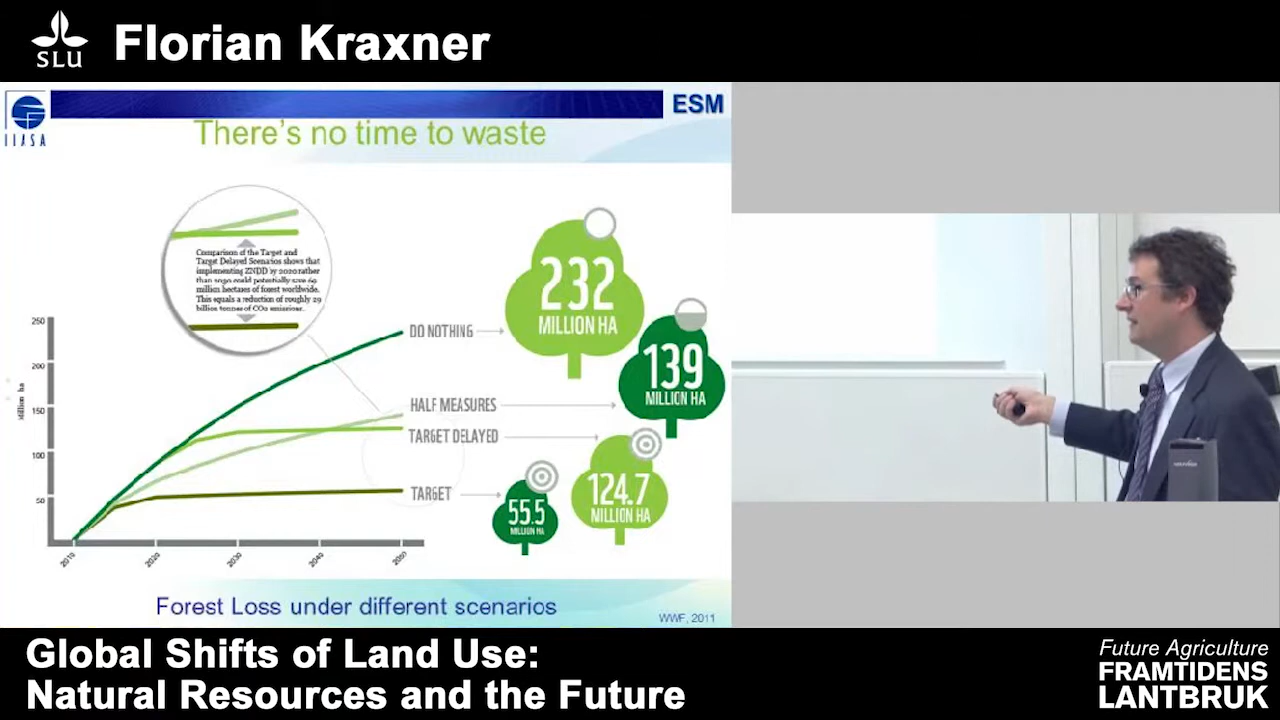 SLU
Florian Kraxner
IIASA
ESM
There's no time to waste
Comparison of the Target and
Target Delayed Scenarios shows that
implementing ZNDD by 2020 rather
than 2030 could potentially save 69
million hectares of forest worldwide.
This equals a reduction of roughly 29
billion tonnes of CO2 emissions.
Million ha
250
200
150
100
50
2010
2020
2030
2040
2050
DO NOTHING
HALF MEASURES
TARGET DELAYED
TARGET
232
MILLION HA
139
MILLION HA
124.7
MILLION HA
55.5
MILLION HA
Forest Loss under different scenarios
WWF, 2011
Global Shifts of Land Use:
Natural Resources and the Future
Future Agriculture
FRAMTIDENS
LANTBRUK